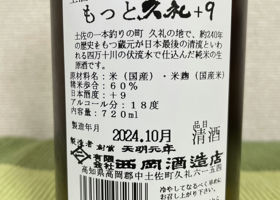 もっと久礼+9
土佐の一本釣りの町 久礼の地で、約240年
の歴史をもつ蔵元が日本最後の清流といわ
れる四万十川の伏流水で仕込んだ純米の生
原酒です。
原材料名：米（国産）・米麹（国産米）
精米歩合：60%
日本酒度：+9
アルコール分：18度
内容量：720ml
製造年月 2024.10月
品目 清酒
製造者 創業 天明元年
有限会社 西岡酒造店
高知県高岡郡中土佐町久礼六一五四
冷やしてなるべく早めに